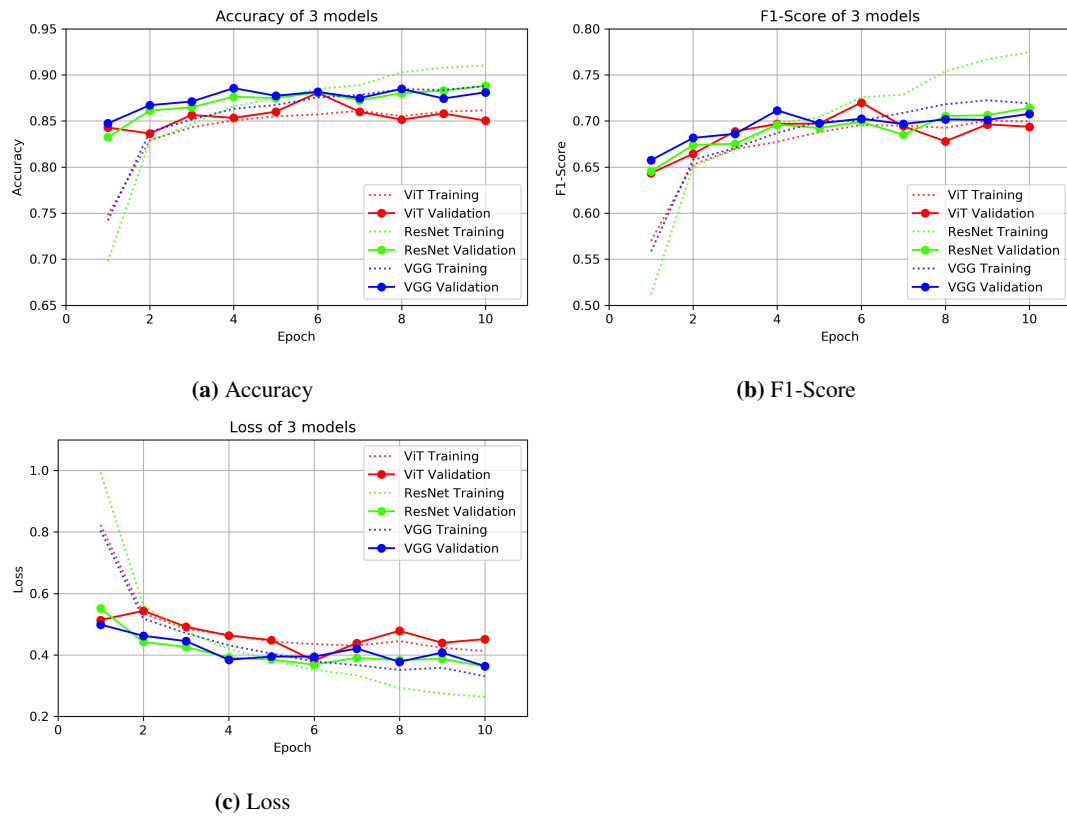 Accuracy of 3 models
0.95
0.90
0.85
0.80
0.75
0.70
0.65
Accuracy
0 2 4 6 8 10
Epoch
ViT Training
ViT Validation
ResNet Training
ResNet Validation
VGG Training
VGG Validation
(a) Accuracy
F1-Score of 3 models
0.80
0.75
0.70
0.65
0.60
0.55
0.50
F1-Score
0 2 4 6 8 10
Epoch
ViT Training
ViT Validation
ResNet Training
ResNet Validation
VGG Training
VGG Validation
(b) F1-Score
Loss of 3 models
1.0
0.8
0.6
0.4
0.2
Loss
0 2 4 6 8 10
Epoch
ViT Training
ViT Validation
ResNet Training
ResNet Validation
VGG Training
VGG Validation
(c) Loss